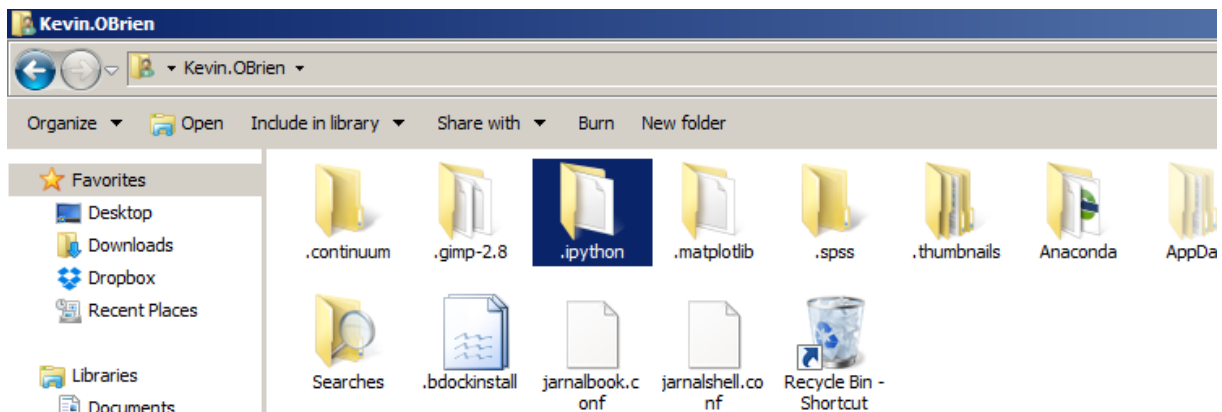 Kevin.OBrien
Kevin.OBrien
Organize Open Include in library Share with Burn New folder
Favorites
Desktop
Downloads
Dropbox
Recent Places
Libraries
Documents
.continuum .gimp-2.8 .ipython .matplotlib .spss .thumbnails Anaconda AppDa
Searches .bdockinstall jarnalbook.c jarnalshell.co Recycle Bin -
onf nf Shortcut